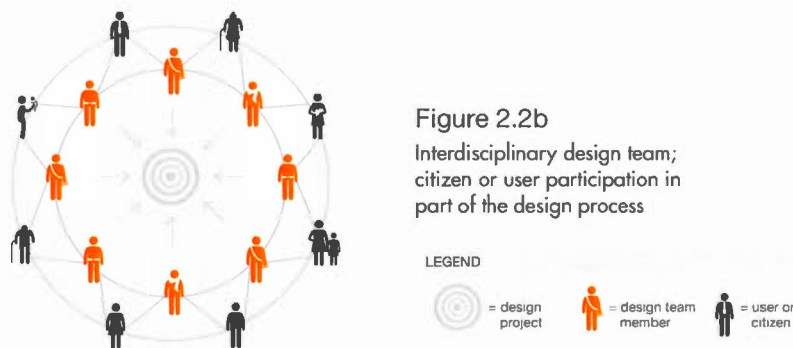 Figure 2.2b
Interdisciplinary design team;
citizen or user participation in
part of the design process
LEGEND
= design
project
= design team
member
= user or
citizen